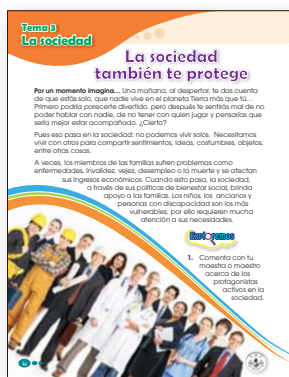 Tema 3
La sociedad
La sociedad
también te protege
Por un momento imagina... Una mañana, al despertar, te das cuenta
de que estás solo, que nadie vive en el planeta Tierra más que tú...
Primero podría parecerte divertido, pero después te sentirás mal de no
poder hablar con nadie, de no tener con quien jugar y pensarías que
sería mejor estar acompañado. ¿Cierto?
Pues eso pasa en la sociedad: no podemos vivir solos. Necesitamos
vivir con otros para compartir sentimientos, ideas, costumbres, objetos,
entre otras cosas.
A veces, los miembros de las familias sufren problemas como
enfermedades, invalidez, vejez, desempleo o la muerte y se afectan
sus ingresos económicos. Cuando esto pasa, la sociedad,
a través de sus políticas de bienestar social, brinda
apoyo a las familias. Los niños, los ancianos y
personas con discapacidad son los más
vulnerables; por ello requieren mucha
atención a sus necesidades.
Exploremos
1. Comenta con tu
maestra o maestro
acerca de los
protagonistas
activos en la
sociedad.